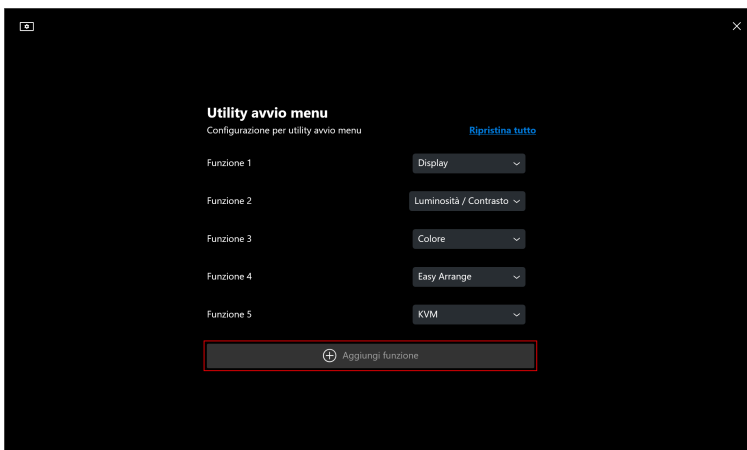 Utility avvio menu
Configurazione per utility avvio menu Ripristina tutto
Funzione 1 Display
Funzione 2 Luminosità / Contrasto
Funzione 3 Colore
Funzione 4 Easy Arrange
Funzione 5 KVM
Aggiungi funzione